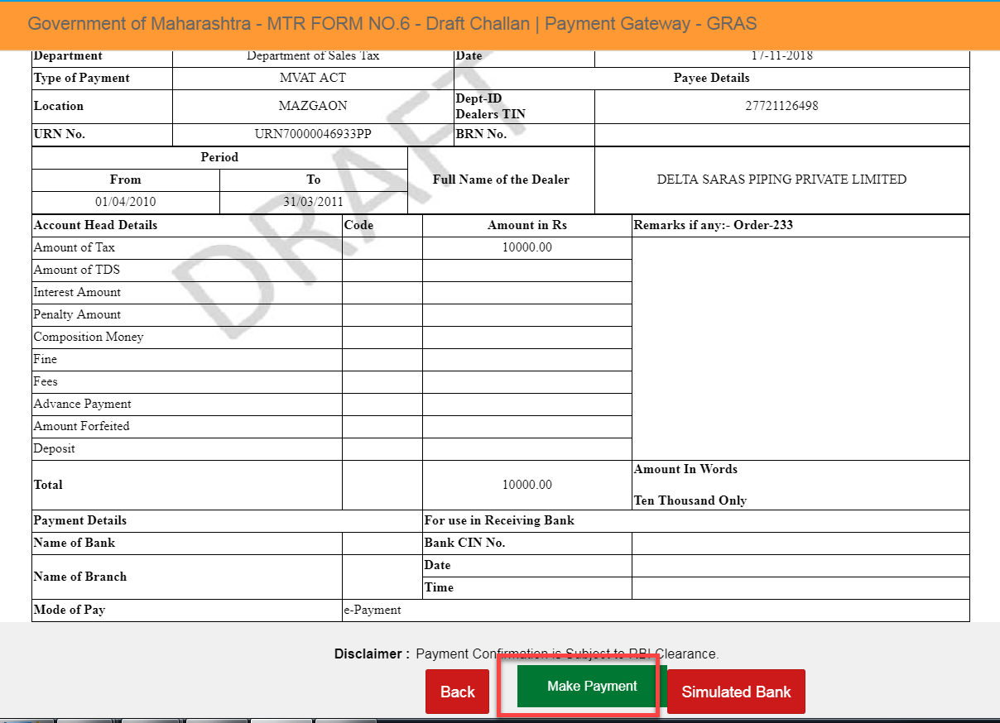 Government of Maharashtra - MTR FORM NO.6 - Draft Challan | Payment Gateway - GRAS
Department Department of Sales Tax Date 17-11-2018
Type of Payment MVAT ACT Payee Details
Location MAZGAON Dept-ID Dealers TIN 27721126498
URN No. URN70000046933PP BRN No.
Period
From To Full Name of the Dealer DELTA SARAS PIPING PRIVATE LIMITED
01/04/2010 31/03/2011
DRAFT
Account Head Details Code Amount in Rs Remarks if any:- Order-233
Amount of Tax 10000.00
Amount of TDS
Interest Amount
Penalty Amount
Composition Money
Fine
Fees
Advance Payment
Amount Forfeited
Deposit
Total 10000.00 Amount In Words
Ten Thousand Only
Payment Details For use in Receiving Bank
Name of Bank Bank CIN No.
Name of Branch Date
Time
Mode of Pay e-Payment
Disclaimer : Payment Confirmation is Subject to RBI Clearance.
Back Make Payment Simulated Bank